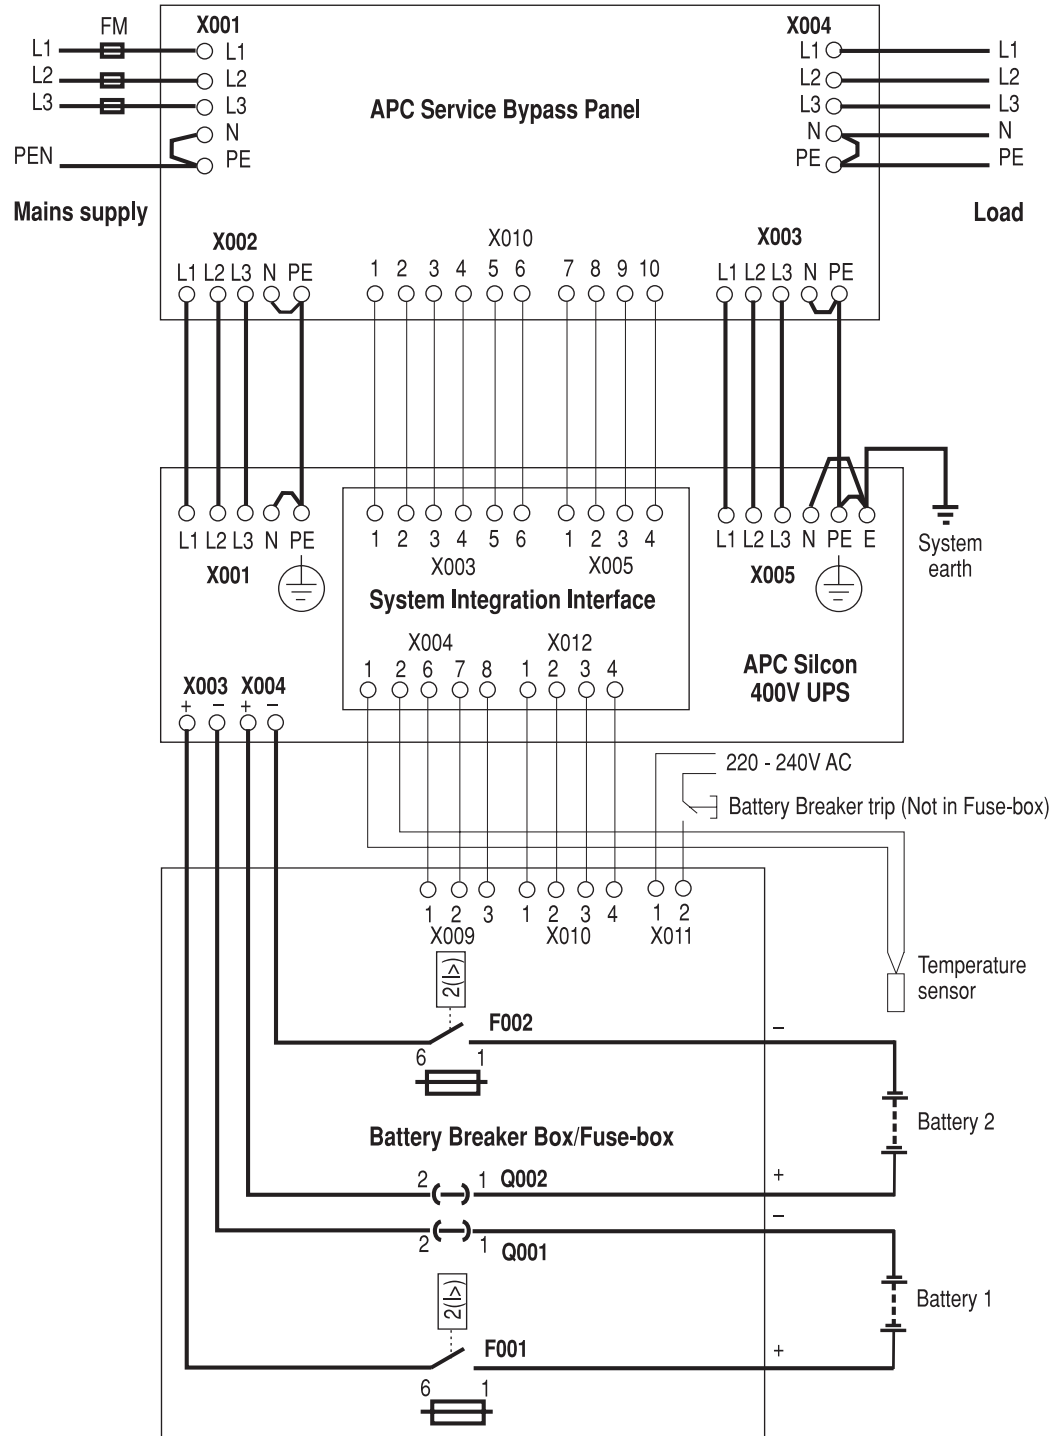 FM
X001
X004
L1
L1
L1
L1
L2
L2
L2
L2
L3
L3
L3
L3
APC Service Bypass Panel
N
N
N
PEN
PE
PE
PE
Mains supply
Load
X002
X010
X003
L1 L2 L3 N PE
1 2 3 4 5 6 7 8 9 10
L1 L2 L3 N PE
L1 L2 L3 N PE
1 2 3 4 5 6
1 2 3 4
L1 L2 L3 N PE E
System
earth
X001
X003
X005
X005
System Integration Interface
X004
X012
1 2 6 7 8 1 2 3 4
APC Silcon
400V UPS
X003 X004
+ – + –
220 - 240V AC
Battery Breaker trip (Not in Fuse-box)
1 2 3 1 2 3 4 1 2
X009
X010
X011
2(I>)
Temperature
sensor
F002
–
6 1
Battery 2
Battery Breaker Box/Fuse-box
2 1 Q002
+
–
2 1 Q001
2(I>)
Battery 1
F001
+
6 1